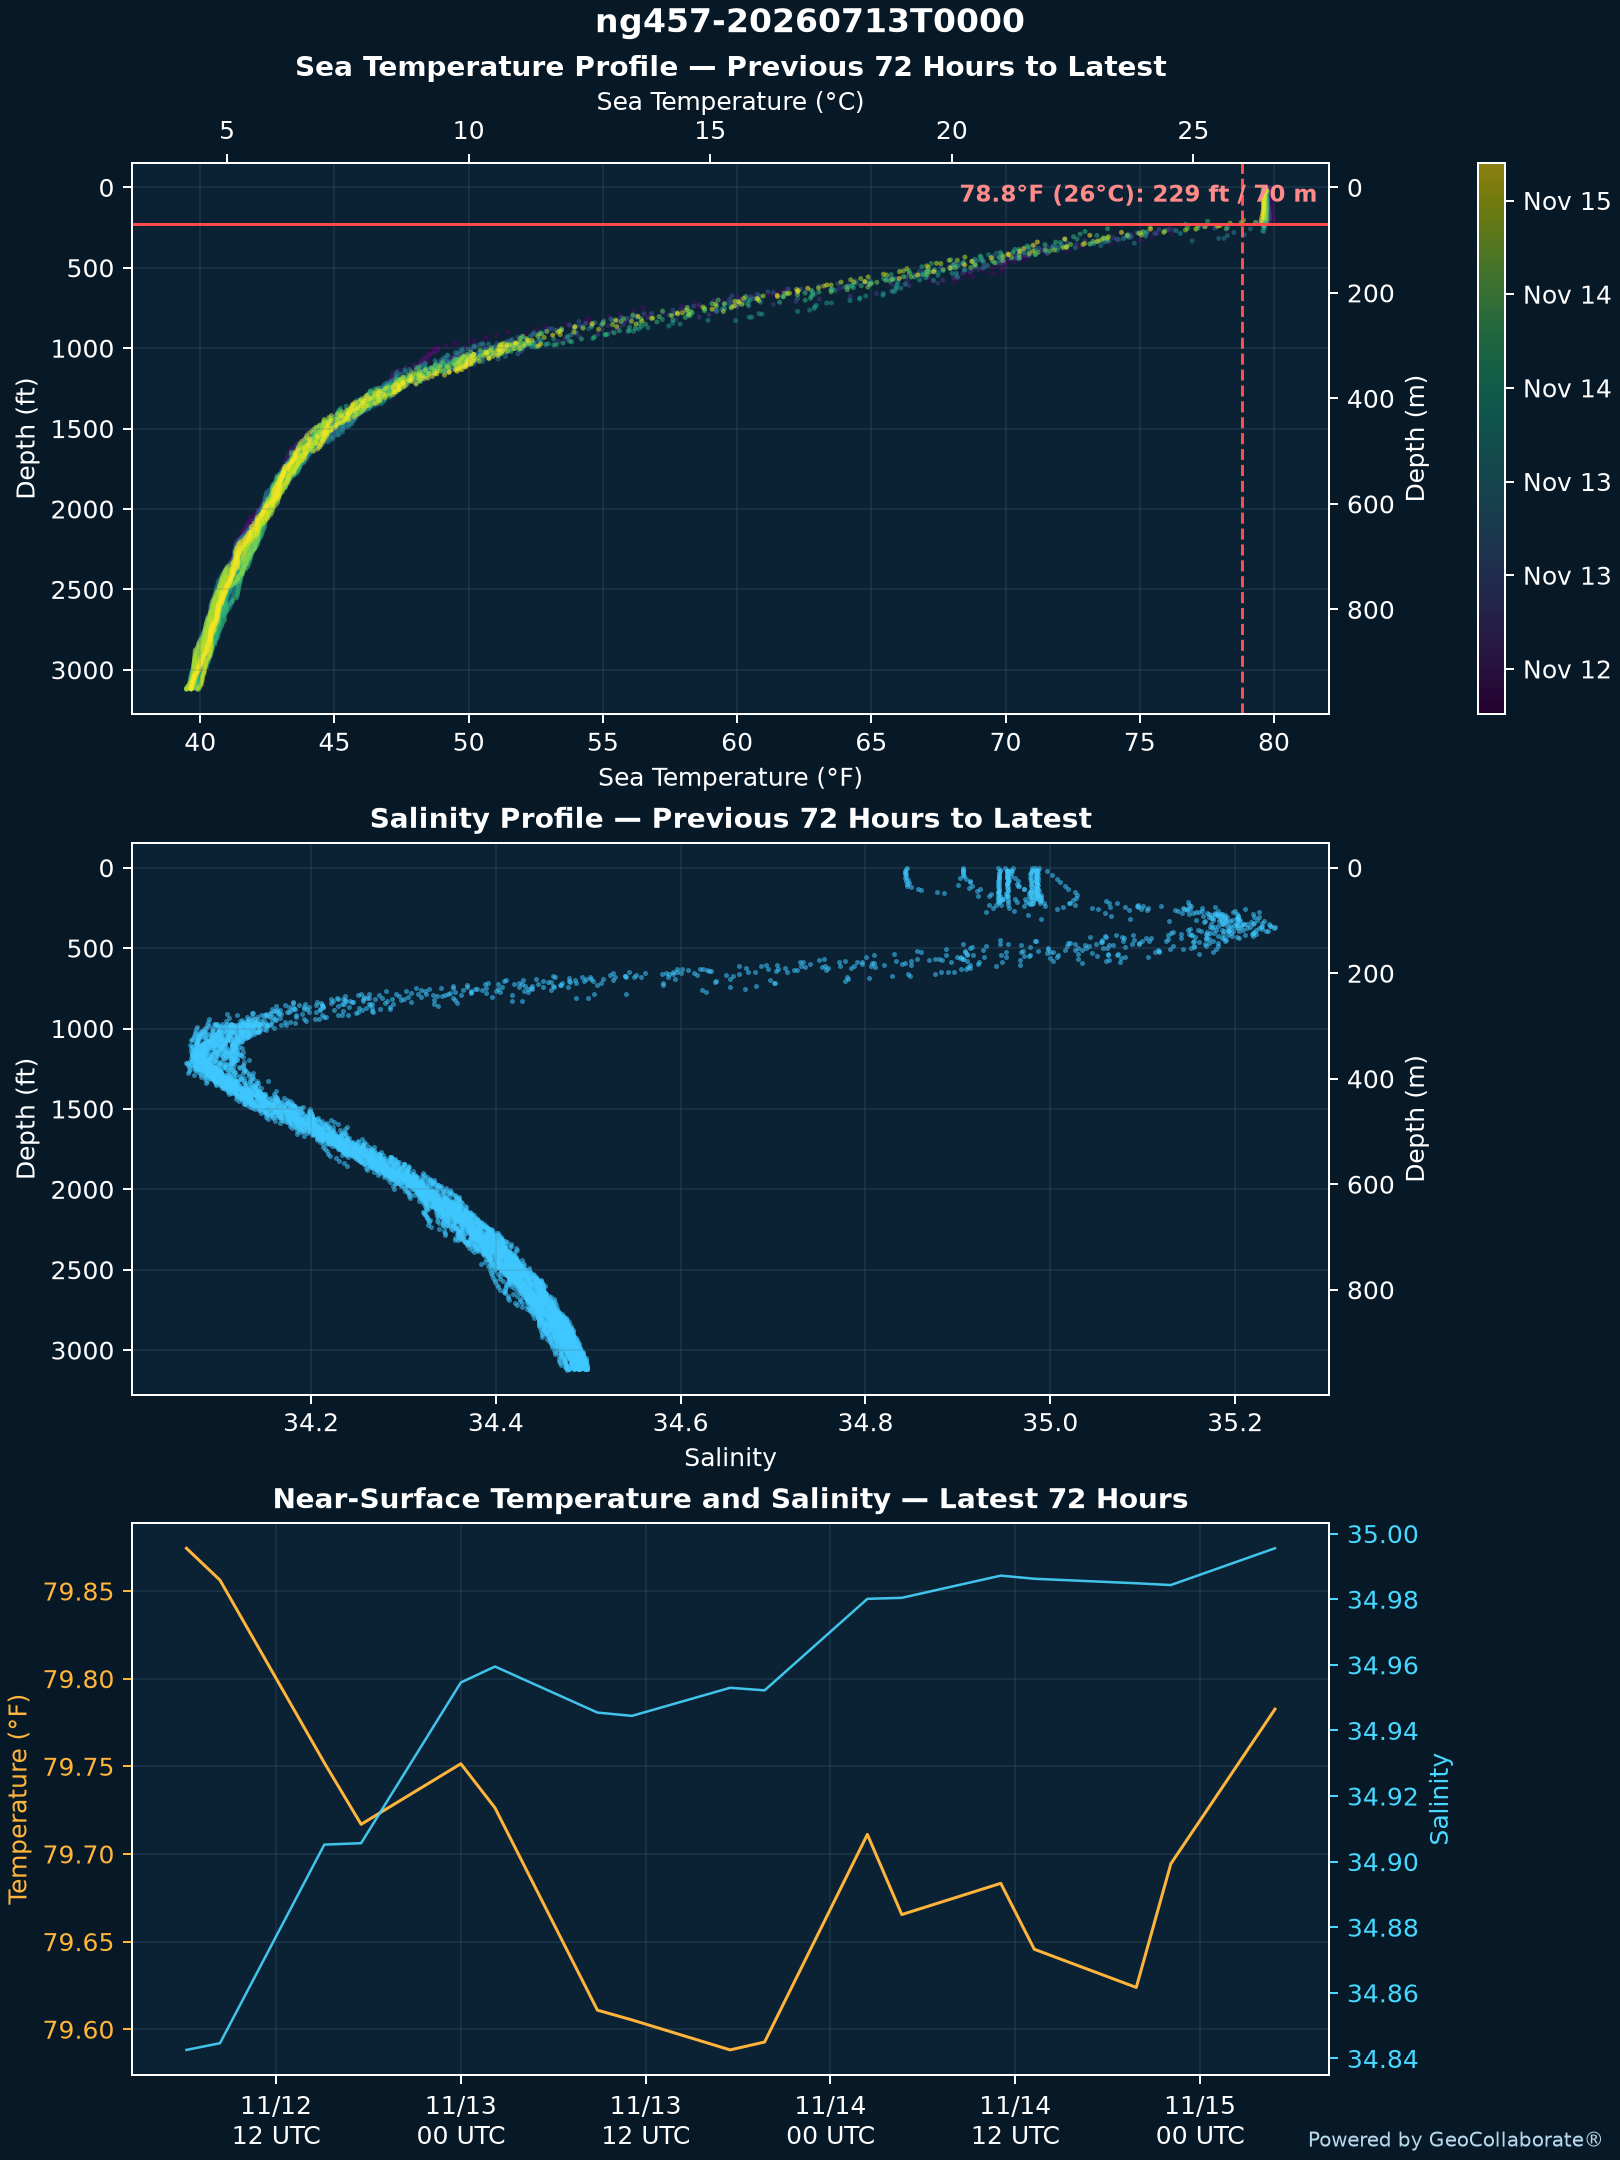 ng457-20260713T0000
Sea Temperature Profile — Previous 72 Hours to Latest
Sea Temperature (°C)
5 10 15 20 25
78.8°F (26°C): 229 ft / 70 m
Depth (ft)
0
500
1000
1500
2000
2500
3000
0
200
400
600
800
Depth (m)
Nov 15
Nov 14
Nov 14
Nov 13
Nov 13
Nov 12
40 45 50 55 60 65 70 75 80
Sea Temperature (°F)
Salinity Profile — Previous 72 Hours to Latest
Depth (ft)
0
500
1000
1500
2000
2500
3000
0
200
400
600
800
Depth (m)
34.2 34.4 34.6 34.8 35.0 35.2
Salinity
Near-Surface Temperature and Salinity — Latest 72 Hours
Temperature (°F)
79.85
79.80
79.75
79.70
79.65
79.60
35.00
34.98
34.96
34.94
34.92
34.90
34.88
34.86
34.84
Salinity
11/12 11/13 11/13 11/14 11/14 11/15
12 UTC 00 UTC 12 UTC 00 UTC 12 UTC 00 UTC
Powered by GeoCollaborate®